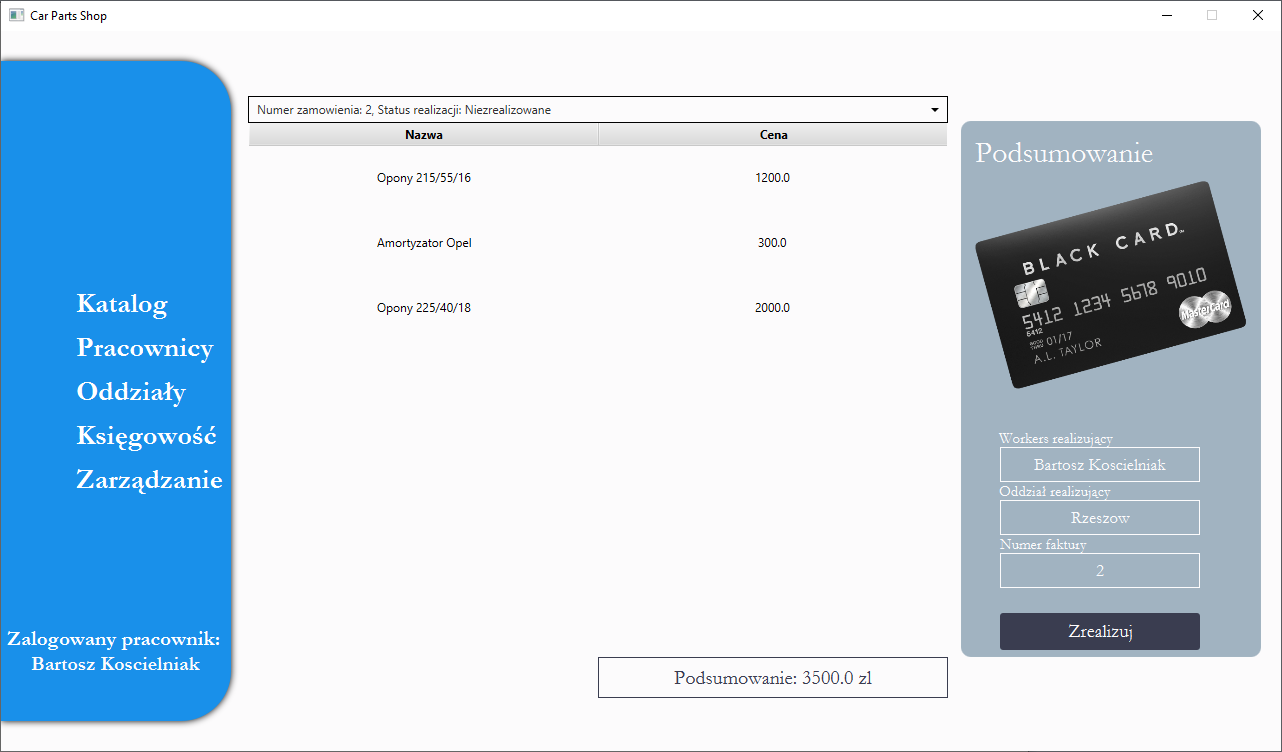 Car Parts Shop
Katalog
Pracownicy
Oddziały
Księgowość
Zarządzanie
Zalogowany pracownik:
Bartosz Koscielniak
Numer zamowienia: 2, Status realizacji: Niezrealizowane
Nazwa Cena
Opony 215/55/16 1200.0
Amortyzator Opel 300.0
Opony 225/40/18 2000.0
Podsumowanie: 3500.0 zl
Podsumowanie
BLACK CARD™
5412 1234 5678 9010
5412
GOOD THRU 01/17
A.L. TAYLOR
MasterCard
Workers realizujący
Bartosz Koscielniak
Oddział realizujący
Rzeszow
Numer faktury
2
Zrealizuj